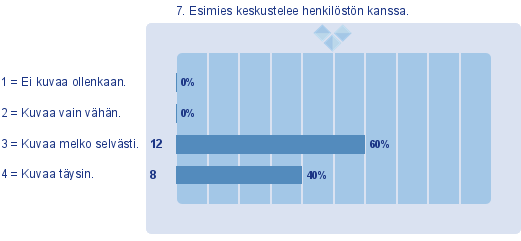 7. Esimies keskustelee henkilöstön kanssa.
1 = Ei kuvaa ollenkaan. 0%
2 = Kuvaa vain vähän. 0%
3 = Kuvaa melko selvästi. 12 60%
4 = Kuvaa täysin. 8 40%